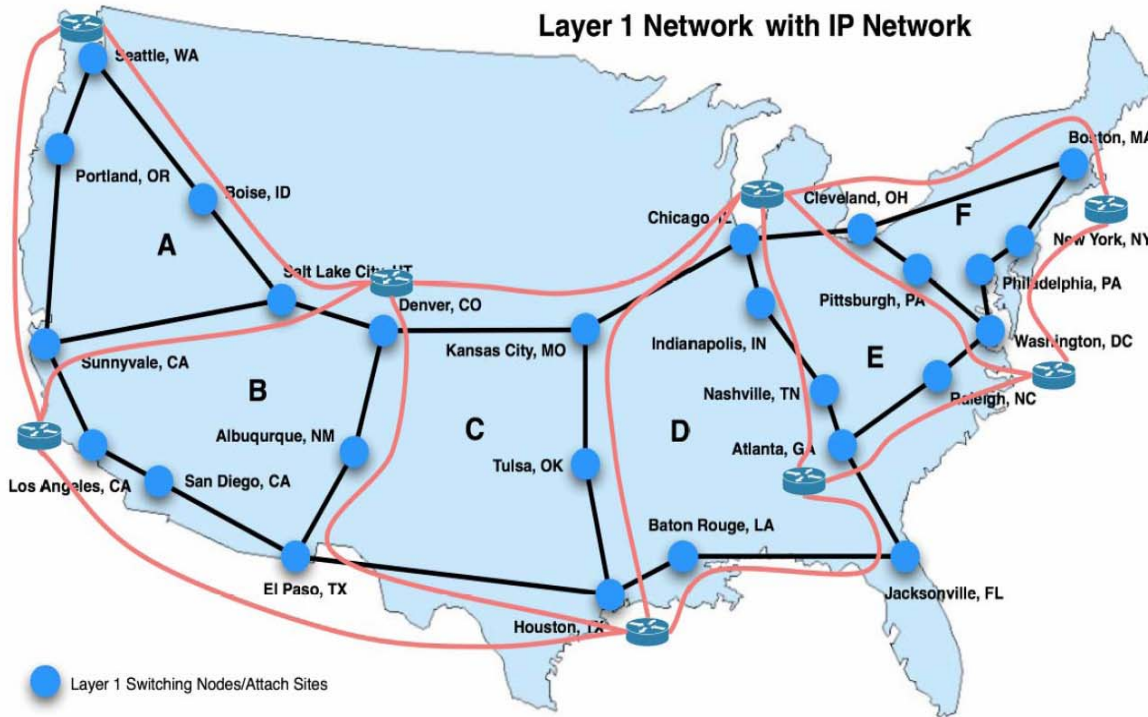 Layer 1 Network with IP Network
Seattle, WA
Boston, MA
Portland, OR
Boise, ID
Cleveland, OH
F
Chicago, IL
A
New York, NY
Salt Lake City, UT
Philadelphia, PA
Denver, CO
Pittsburgh, PA
Washington, DC
Sunnyvale, CA
Kansas City, MO
Indianapolis, IN
E
B
Nashville, TN
Raleigh, NC
Albuqurque, NM
C
D
Atlanta, GA
Tulsa, OK
Los Angeles, CA
San Diego, CA
Baton Rouge, LA
El Paso, TX
Jacksonville, FL
Houston, TX
Layer 1 Switching Nodes/Attach Sites